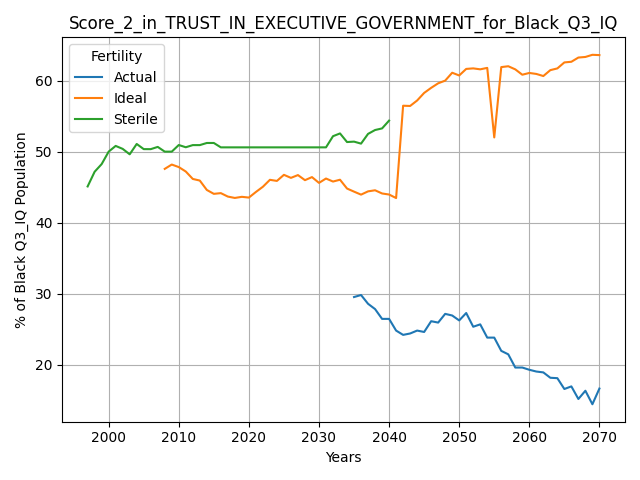 Score_2_in_TRUST_IN_EXECUTIVE_GOVERNMENT_for_Black_Q3_IQ
Fertility
Actual
Ideal
Sterile
% of Black Q3_IQ Population
60
50
40
30
20
2000 2010 2020 2030 2040 2050 2060 2070
Years